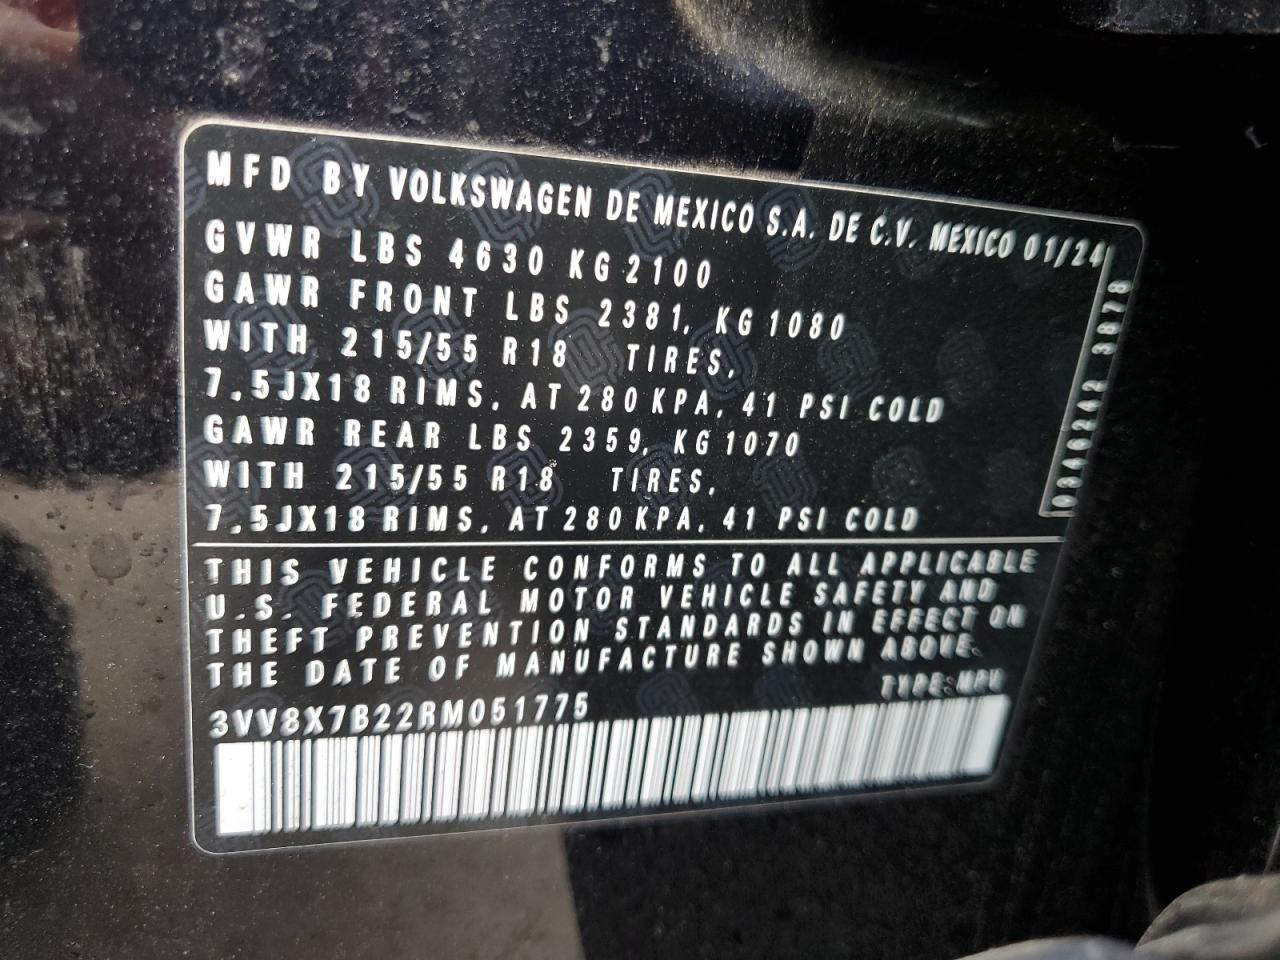 MFD BY VOLKSWAGEN DE MEXICO S.A. DE C.V. MEXICO 01/24
GVWR LBS 4630 KG 2100
GAWR FRONT LBS 2381, KG 1080
WITH 215/55 R18 TIRES,
7,5JX18 RIMS, AT 280 KPA, 41 PSI COLD
GAWR REAR LBS 2359, KG 1070
WITH 215/55 R18 TIRES,
7,5JX18 RIMS, AT 280 KPA, 41 PSI COLD
THIS VEHICLE CONFORMS TO ALL APPLICABLE
U.S. FEDERAL MOTOR VEHICLE SAFETY AND
THEFT PREVENTION STANDARDS IN EFFECT ON
THE DATE OF MANUFACTURE SHOWN ABOVE.
TYPE:MPV
3VV8X7B22RM051775